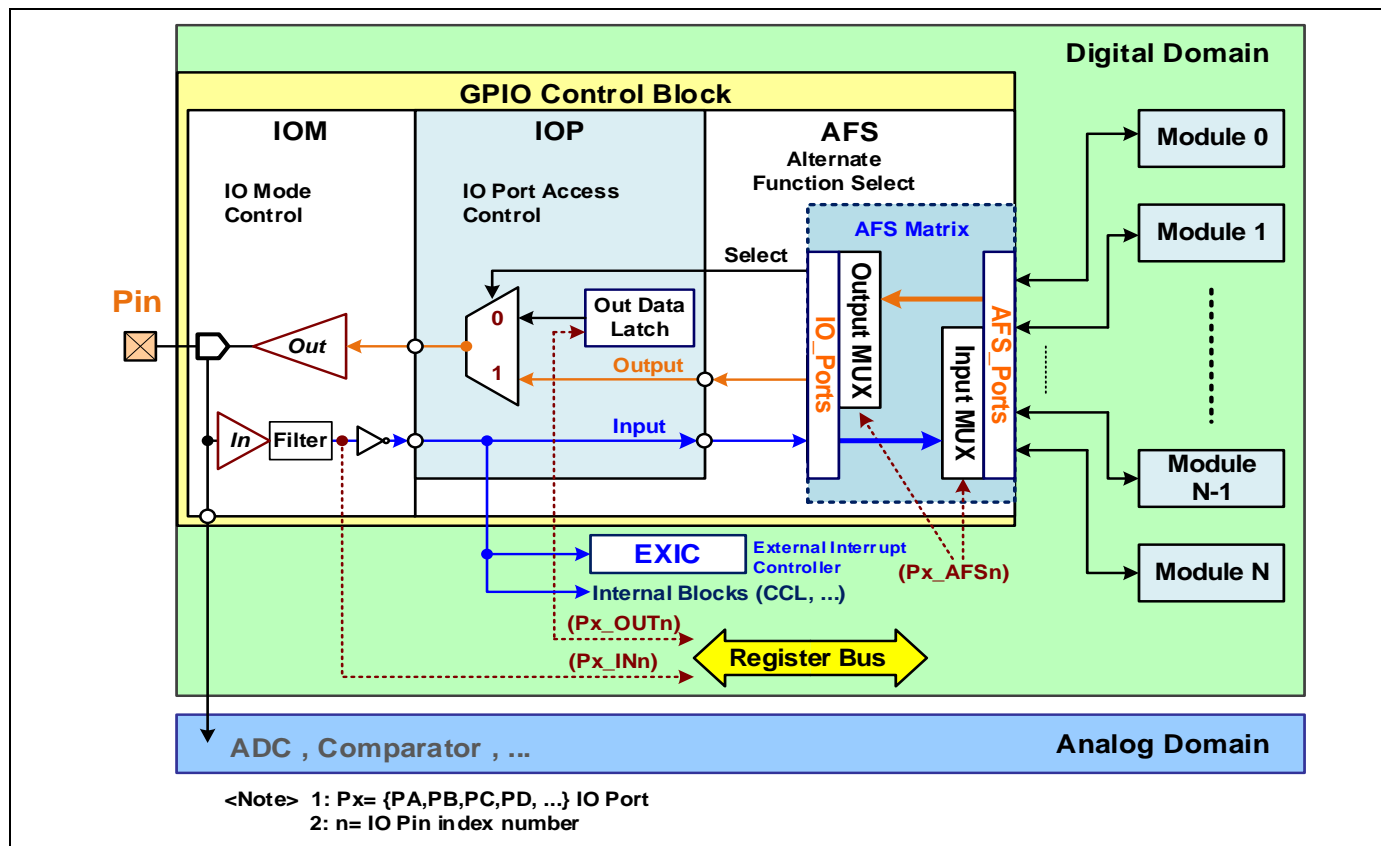 Digital Domain
GPIO Control Block
IOM
IOP
AFS
IO Mode
Control
IO Port Access
Control
Alternate
Function Select
AFS Matrix
Select
Pin
Out
0
1
Out Data
Latch
Output
IO_Ports
Output MUX
Input MUX
AFS_Ports
In
Filter
Input
Module 0
Module 1
Module
N-1
Module N
EXIC
External Interrupt
Controller
Internal Blocks (CCL, ...)
(Px_AFSn)
(Px_OUTn)
(Px_INn)
Register Bus
ADC , Comparator , ...
Analog Domain
<Note> 1: Px= {PA,PB,PC,PD, ...} IO Port
2: n= IO Pin index number